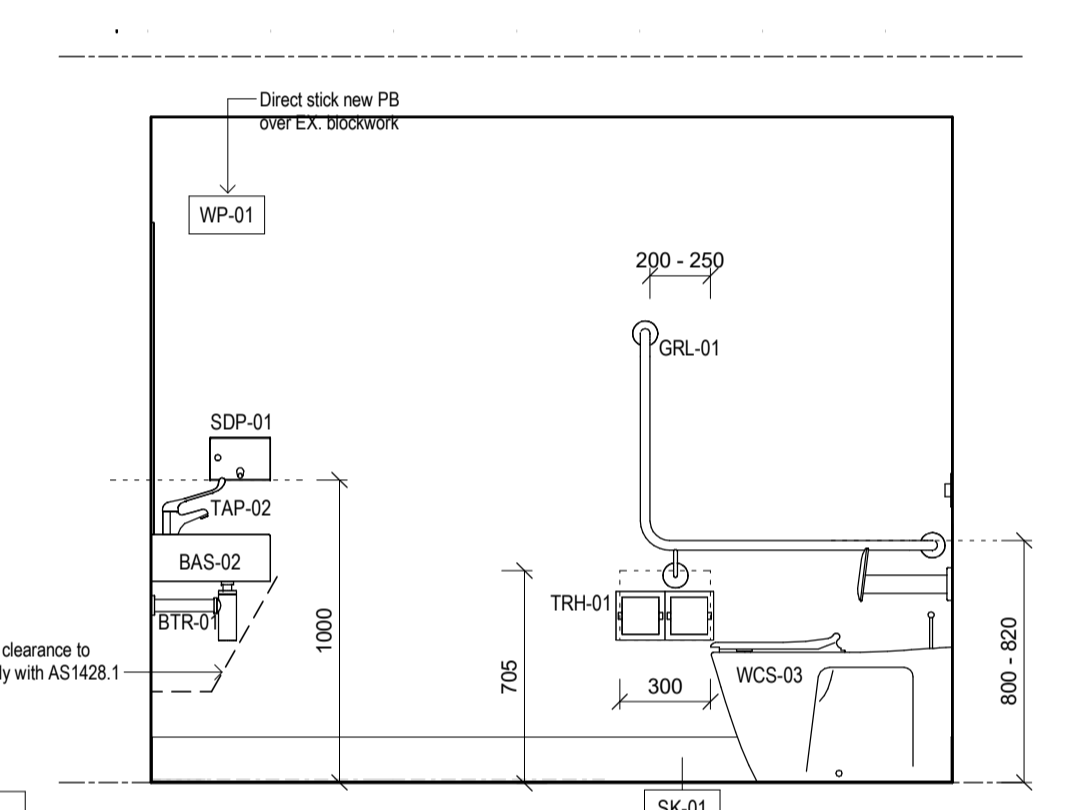 Direct stick new PB
over EX. blockwork
WP-01
200 - 250
GRL-01
SDP-01
TAP-02
BAS-02
TRH-01
BTR-01
clearance to
with AS1428.1
1000
705
300
WCS-03
800 - 820
SK-01